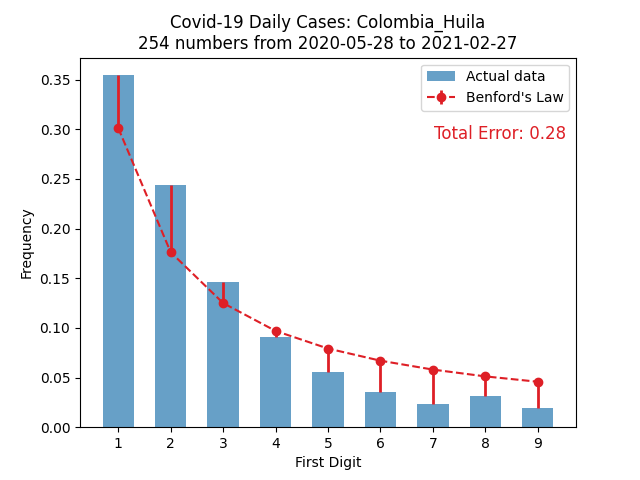 Covid-19 Daily Cases: Colombia_Huila
254 numbers from 2020-05-28 to 2021-02-27
Actual data
Benford's Law
Total Error: 0.28
Frequency
0.35
0.30
0.25
0.20
0.15
0.10
0.05
0.00
1 2 3 4 5 6 7 8 9
First Digit